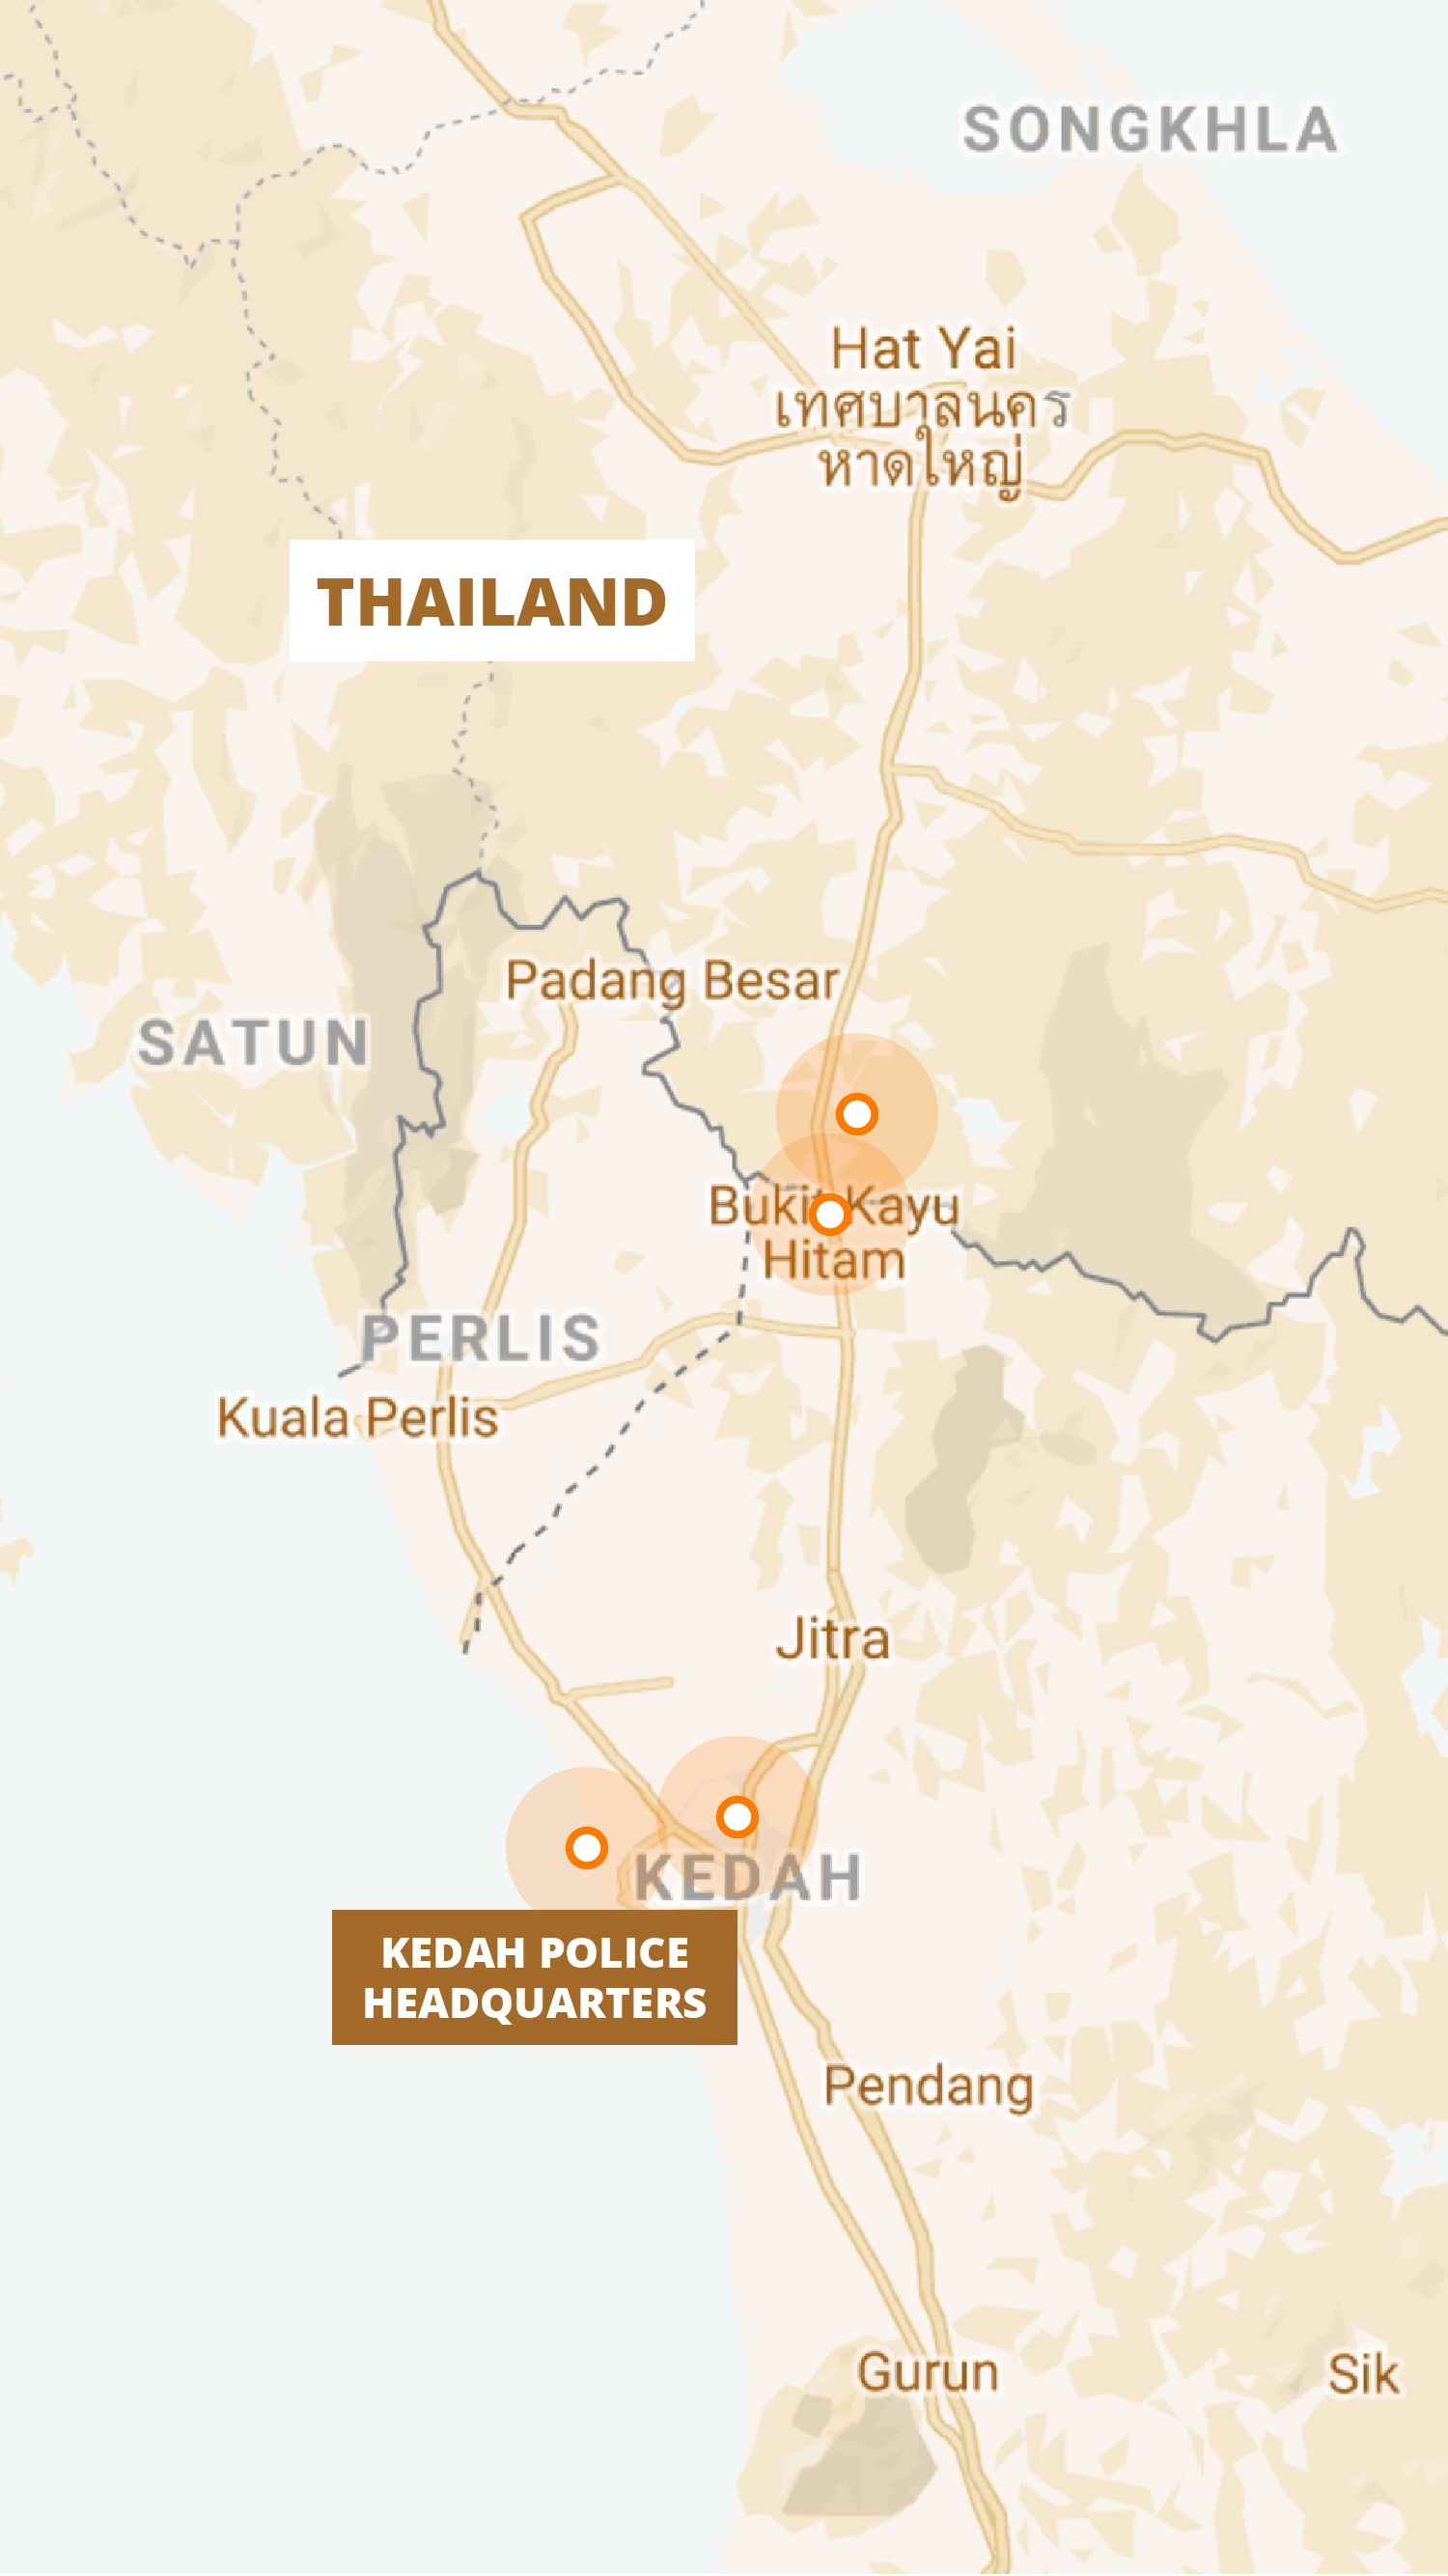 SONGKHLA
Hat Yai
เทศบาลนคร
หาดใหญ่
THAILAND
Padang Besar
SATUN
Bukit Kayu
Hitam
PERLIS
Kuala Perlis
Jitra
KEDAH
KEDAH POLICE
HEADQUARTERS
Pendang
Gurun
Sik